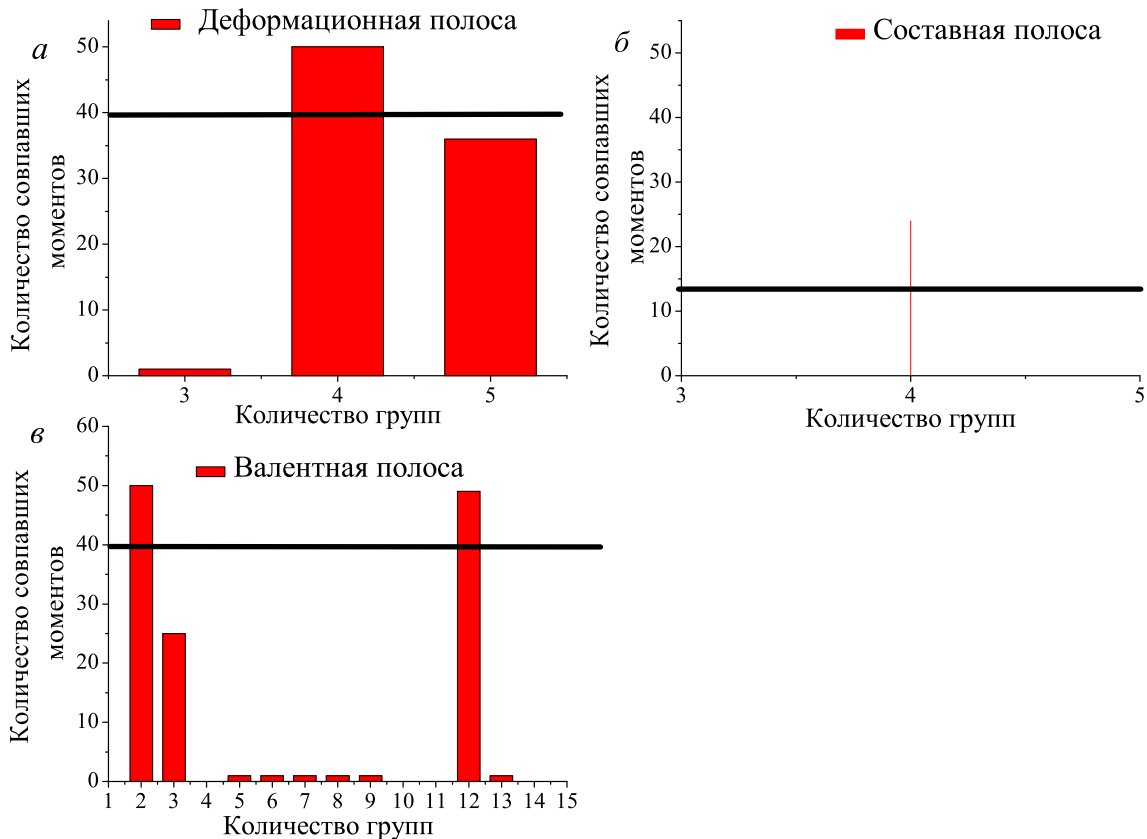 а
Деформационная полоса
Количество совпавших
моментов
50
40
30
20
10
0
3 4 5
Количество групп
б
Составная полоса
Количество совпавших
моментов
50
40
30
20
10
0
3 4 5
Количество групп
в
Валентная полоса
Количество совпавших
моментов
60
50
40
30
20
10
0
1 2 3 4 5 6 7 8 9 10 11 12 13 14 15
Количество групп